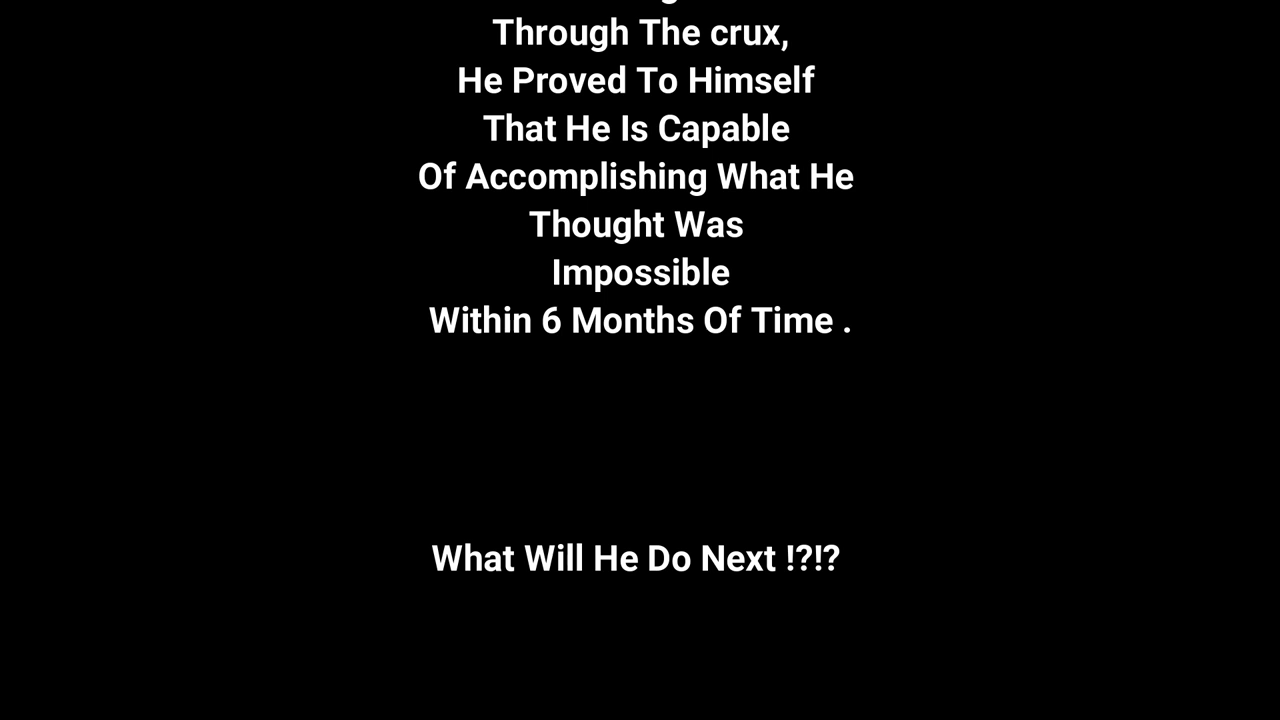 Through The crux,
He Proved To Himself
That He Is Capable
Of Accomplishing What He
Thought Was
Impossible
Within 6 Months Of Time .
What Will He Do Next !?!?